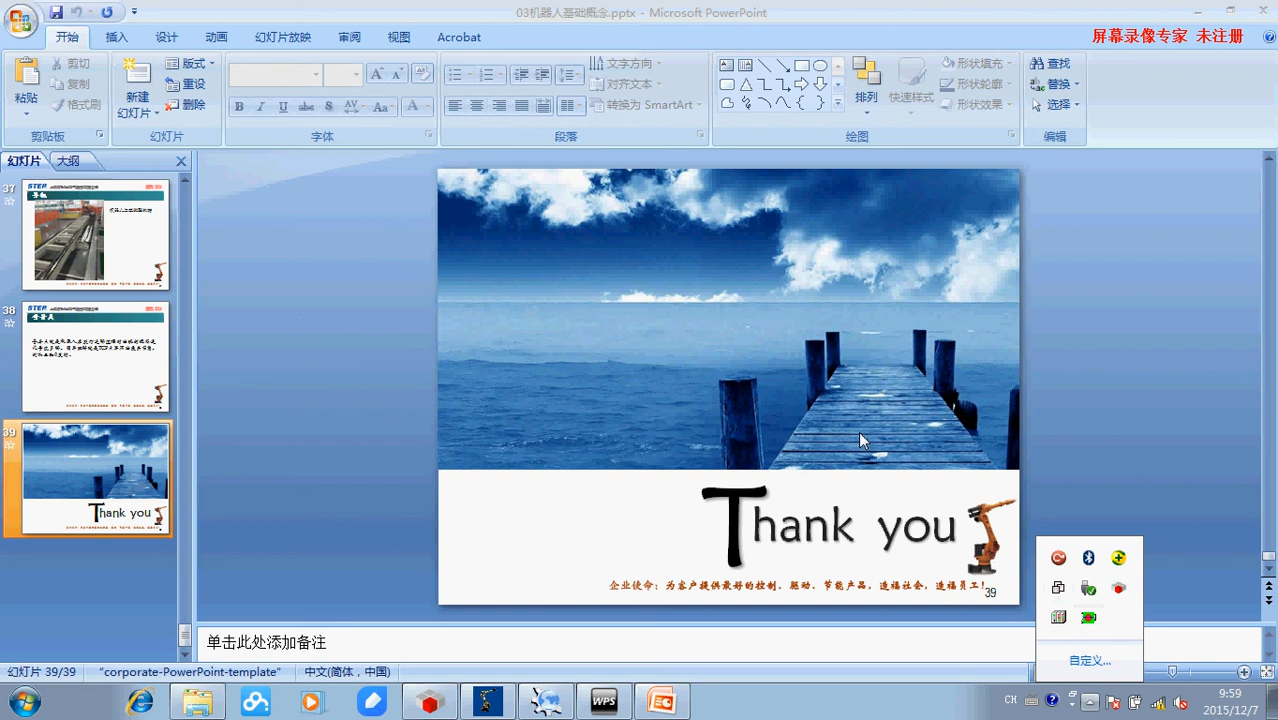 03机器人基础概念.pptx - Microsoft PowerPoint
开始 插入 设计 动画 幻灯片放映 审阅 视图 Acrobat
屏幕录像专家 未注册
粘贴
剪切
复制
格式刷
剪贴板
新建
幻灯片
版式
重设
删除
幻灯片
B I U abc S AV Aa A
字体
文字方向
对齐文本
转换为 SmartArt
段落
排列
快速样式
形状填充
形状轮廓
形状效果
绘图
查找
替换
选择
编辑
幻灯片 大纲
37
STEP
38
STEP
39
Thank you
Thank you
企业使命：为客户提供最好的控制、驱动、节能产品，造福社会，造福员工!
39
自定义...
单击此处添加备注
幻灯片 39/39 "corporate-PowerPoint-template" 中文(简体，中国)
WPS
CH
9:59
2015/12/7